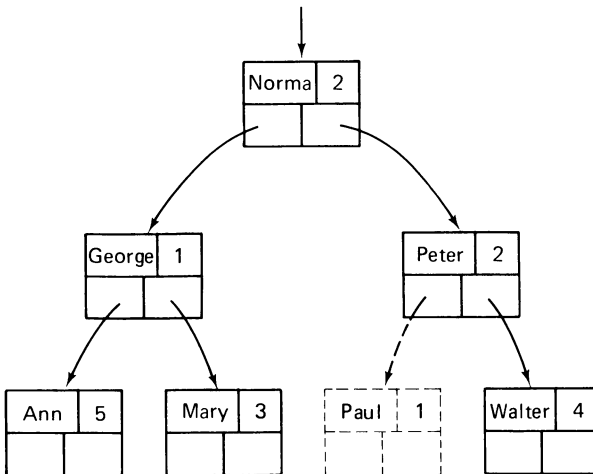 Norma 2
George 1
Peter 2
Ann 5
Mary 3
Paul 1
Walter 4